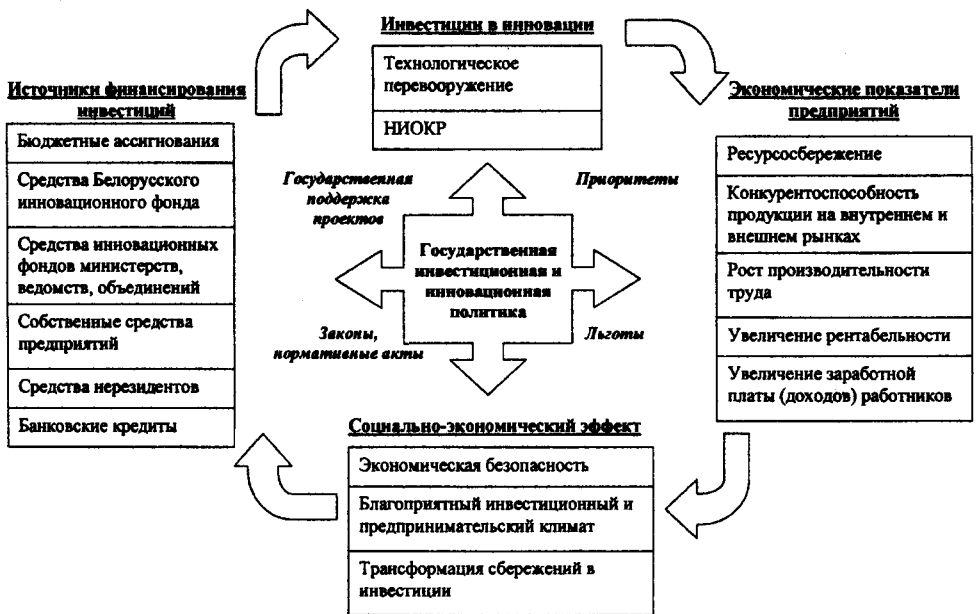 Инвестиции в инновации
Технологическое
перевооружение
НИОКР
Источники финансирования
инвестиций
Бюджетные ассигнования
Средства Белорусского
инновационного фонда
Средства инновационных
фондов министерств,
ведомств, объединений
Собственные средства
предприятий
Средства нерезидентов
Банковские кредиты
Экономические показатели
предприятий
Ресурсосбережение
Конкурентоспособность
продукции на внутреннем и
внешнем рынках
Рост производительности
труда
Увеличение рентабельности
Увеличение заработной
платы (доходов) работников
Государственная
поддержка
проектов
Приоритеты
Государственная
инвестиционная и
инновационная
политика
Законы,
нормативные акты
Льготы
Социально-экономический эффект
Экономическая безопасность
Благоприятный инвестиционный и
предпринимательский климат
Трансформация сбережений в
инвестиции